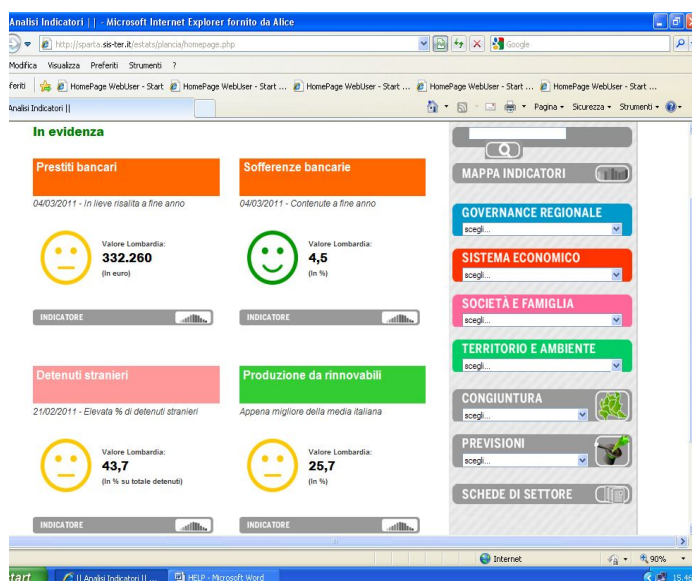 Analisi Indicatori || - Microsoft Internet Explorer fornito da Alice
http://sparta.sis-ter.it/estats/plancia/homepage.php
Google
Modifica Visualizza Preferiti Strumenti ?
feriti HomePage WebUser - Start HomePage WebUser - Start ... HomePage WebUser - Start ... HomePage WebUser - Start ... HomePage WebUser - Start ...
Analisi Indicatori ||
Pagina Sicurezza Strumenti
In evidenza
Prestiti bancari
04/03/2011 - In lieve risalita a fine anno
Valore Lombardia:
332.260
(In euro)
INDICATORE
Sofferenze bancarie
04/03/2011 - Contenute a fine anno
Valore Lombardia:
4,5
(In %)
INDICATORE
Detenuti stranieri
21/02/2011 - Elevata % di detenuti stranieri
Valore Lombardia:
43,7
(In % su totale detenuti)
INDICATORE
Produzione da rinnovabili
Appena migliore della media italiana
Valore Lombardia:
25,7
(In %)
INDICATORE
MAPPA INDICATORI
GOVERNANCE REGIONALE
scegli...
SISTEMA ECONOMICO
scegli...
SOCIETÀ E FAMIGLIA
scegli...
TERRITORIO E AMBIENTE
scegli...
CONGIUNTURA
scegli...
PREVISIONI
scegli...
SCHEDE DI SETTORE
Internet
90%
start
|| Analisi Indicatori || ...
HELP - Microsoft Word